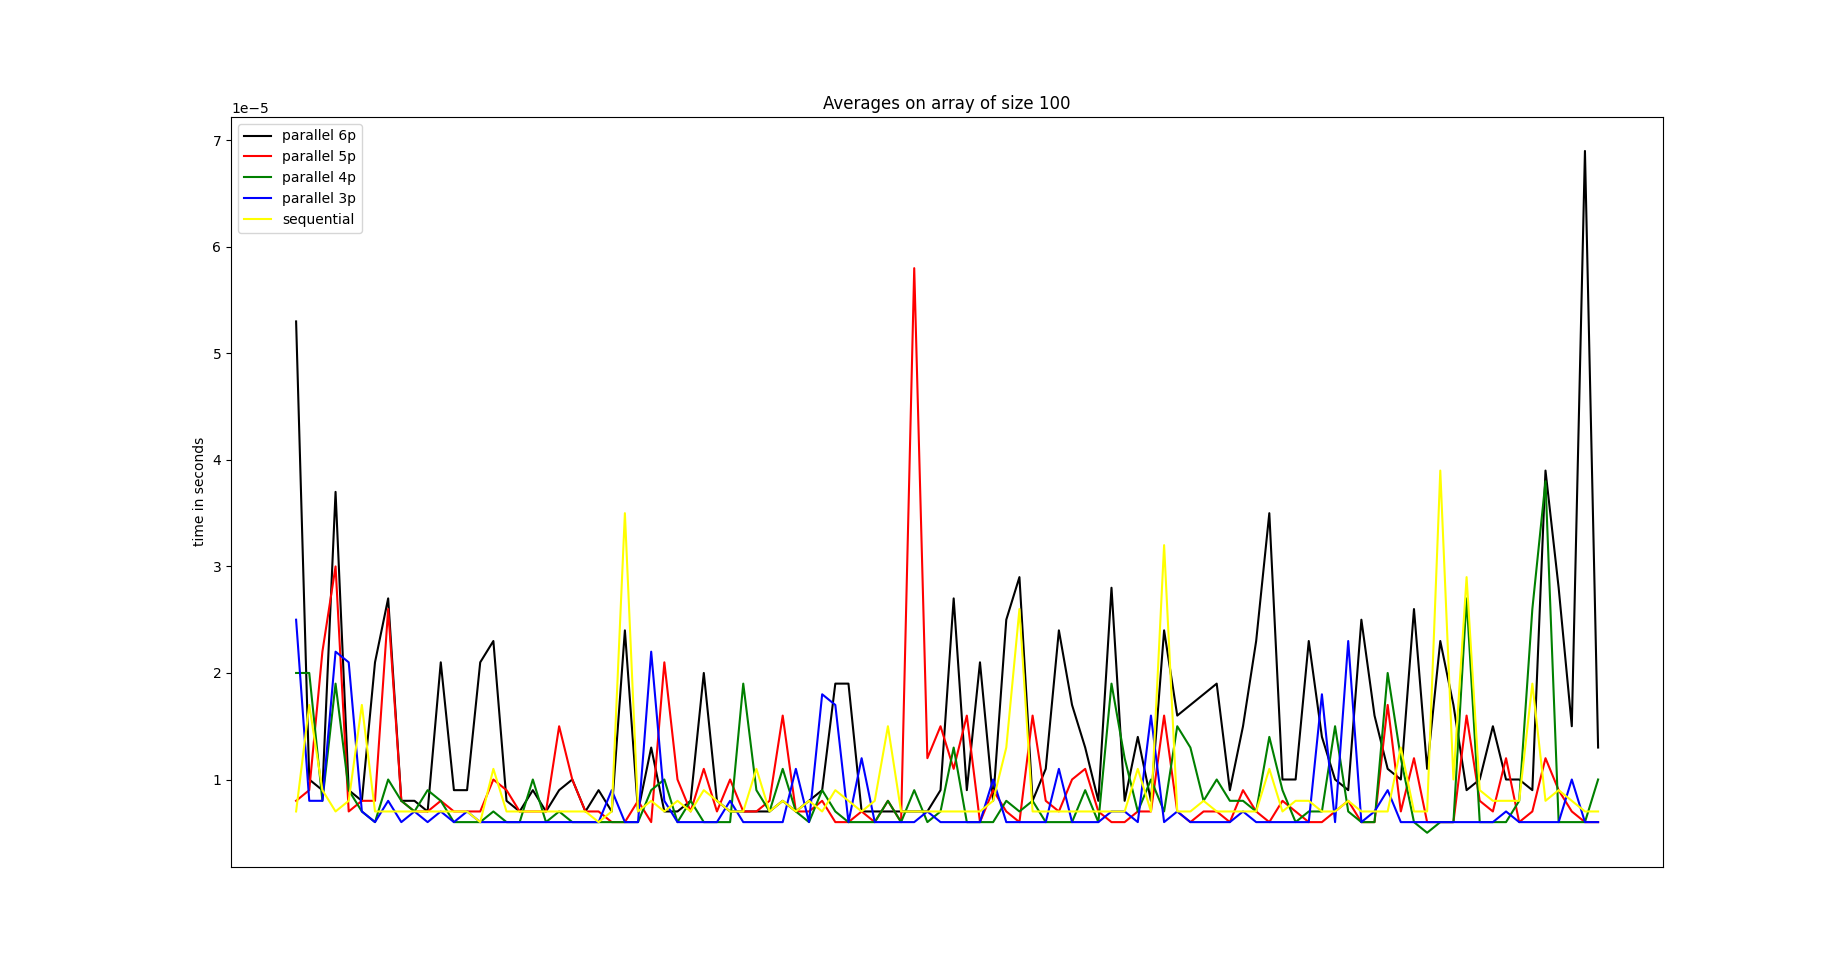 Averages on array of size 100
1e−5
7
6
5
4
3
2
1
time in seconds
parallel 6p
parallel 5p
parallel 4p
parallel 3p
sequential